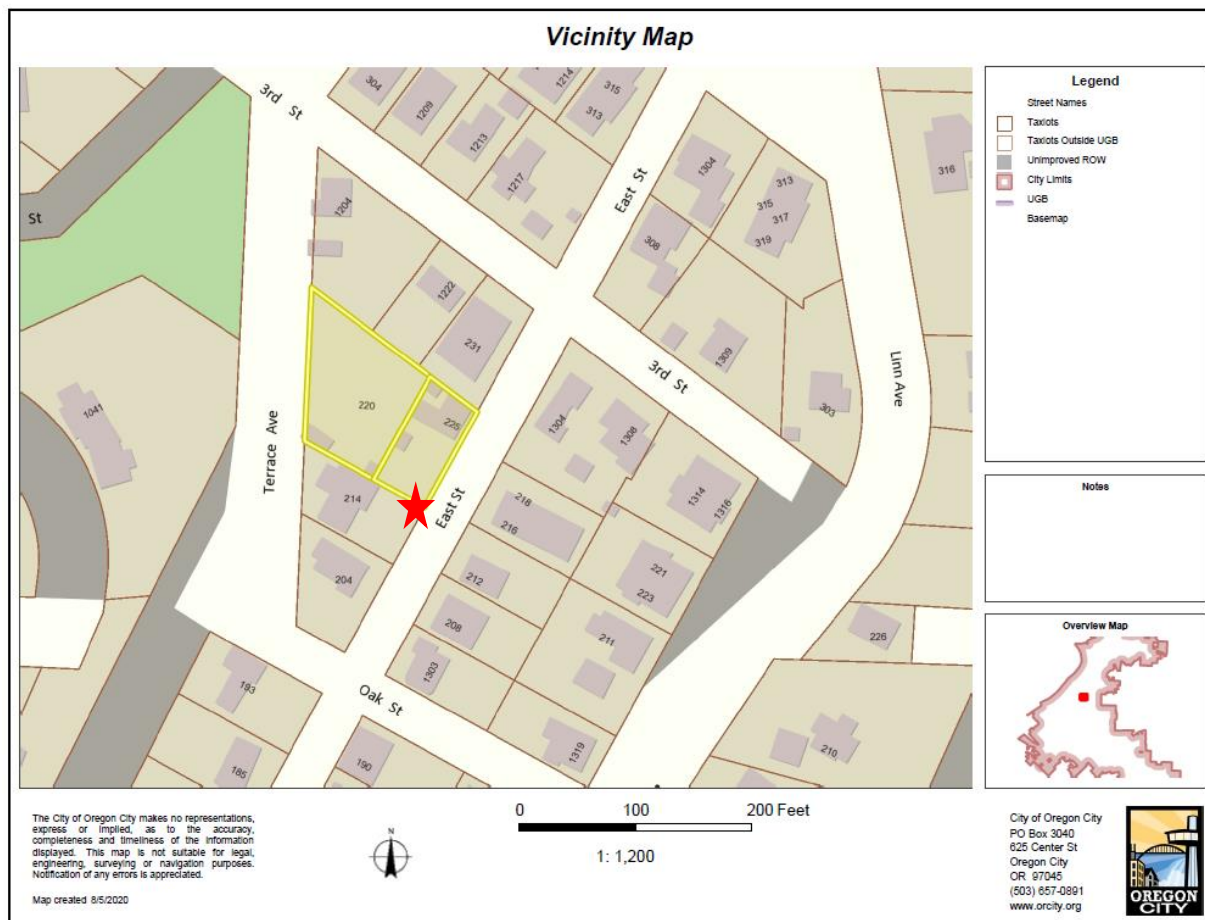 Vicinity Map
3rd St
304
1209
1213
1217
1214
315
313
East St
1304
313
315
317
319
316
308
St
1204
1222
231
3rd St
1309
303
Linn Ave
1041
Terrace Ave
220
225
214
East St
204
1304
1308
1314
1316
218
216
212
221
223
208
211
1303
226
193
Oak St
185
190
1319
210
Legend
Street Names
Taxlots
Taxlots Outside UGB
Unimproved ROW
City Limits
UGB
Basemap
Notes
Overview Map
The City of Oregon City makes no representations,
express or implied, as to the accuracy,
completeness and timeliness of the information
displayed. This map is not suitable for legal,
engineering, surveying or navigation purposes.
Notification of any errors is appreciated.
Map created 8/5/2020
N
0 100 200 Feet
1: 1,200
City of Oregon City
PO Box 3040
625 Center St
Oregon City
OR 97045
(503) 657-0891
www.orcity.org
OREGON
CITY